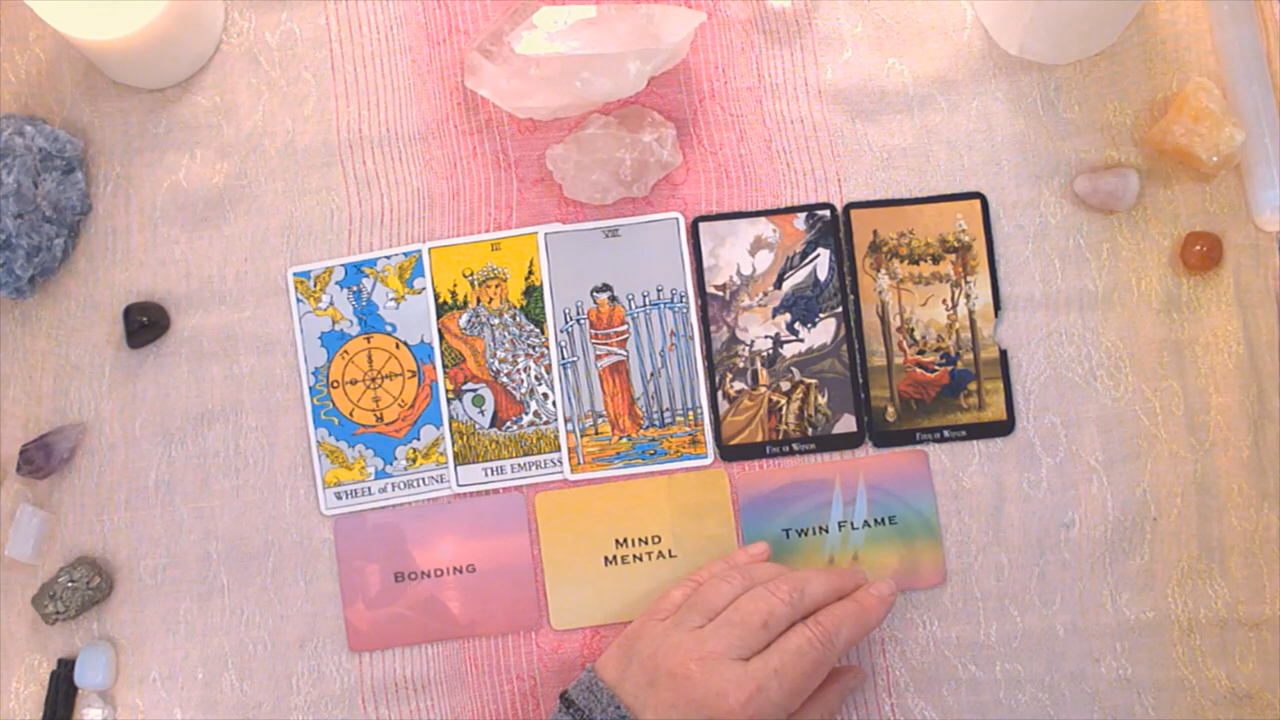 III
VIII
WHEEL of FORTUNE
THE EMPRESS
BONDING
MIND
MENTAL
TWIN FLAME